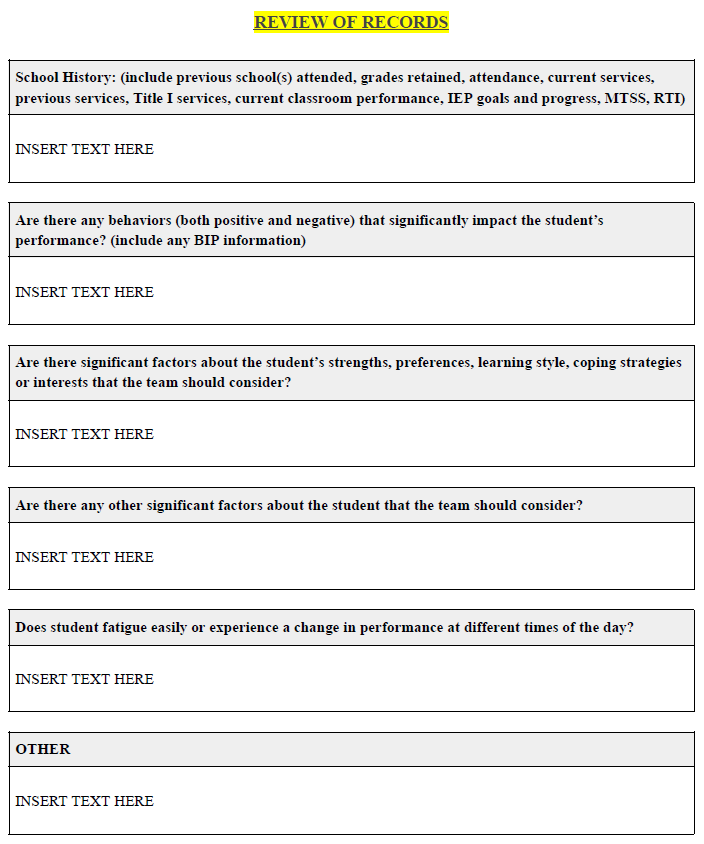 REVIEW OF RECORDS
School History: (include previous school(s) attended, grades retained, attendance, current services,
previous services, Title I services, current classroom performance, IEP goals and progress, MTSS, RTI)
INSERT TEXT HERE
Are there any behaviors (both positive and negative) that significantly impact the student’s
performance? (include any BIP information)
INSERT TEXT HERE
Are there significant factors about the student’s strengths, preferences, learning style, coping strategies
or interests that the team should consider?
INSERT TEXT HERE
Are there any other significant factors about the student that the team should consider?
INSERT TEXT HERE
Does student fatigue easily or experience a change in performance at different times of the day?
INSERT TEXT HERE
OTHER
INSERT TEXT HERE